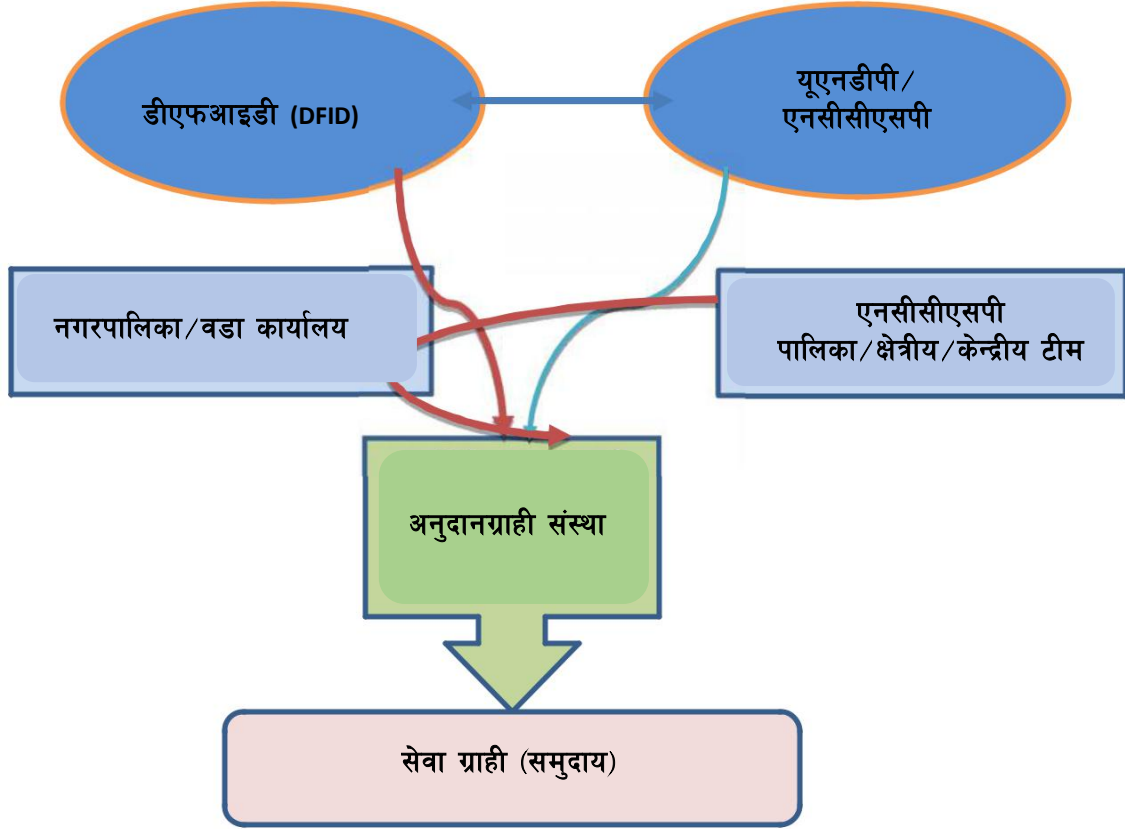 डीएफआइडी (DFID)
यूएनडीपी/
एनसीसीएसपी
नगरपालिका/वडा कार्यालय
एनसीसीएसपी
पालिका/क्षेत्रीय/केन्द्रीय टीम
अनुदानग्राही संस्था
सेवा ग्राही (समुदाय)